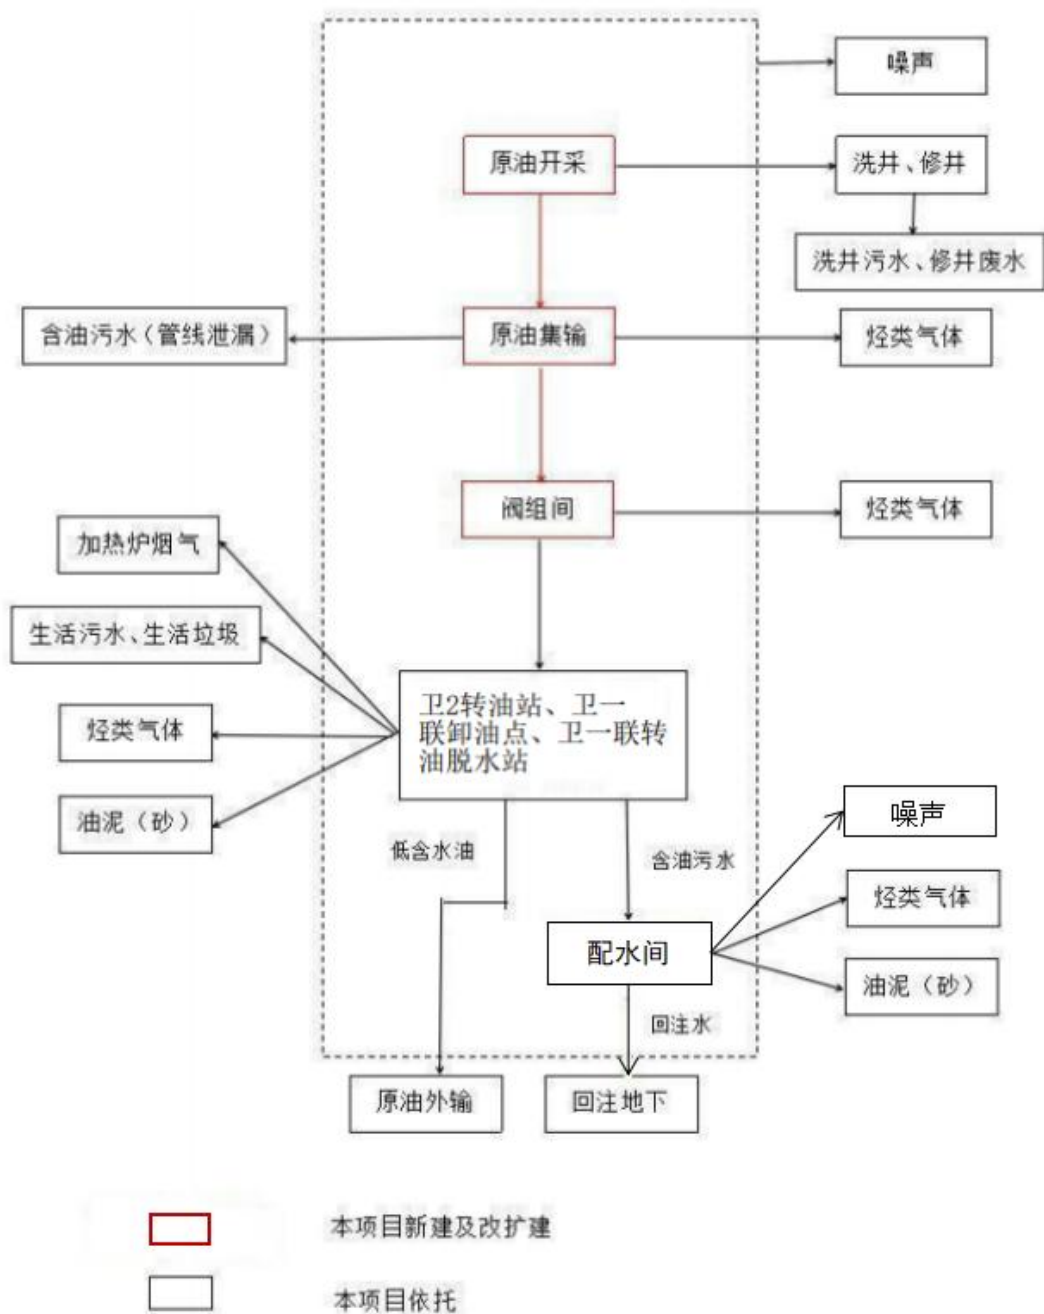 噪声
原油开采
洗井、修井
洗井污水、修井废水
含油污水（管线泄漏）
原油集输
烃类气体
阀组间
烃类气体
加热炉烟气
生活污水、生活垃圾
烃类气体
油泥（砂）
卫2转油站、卫一
联卸油点、卫一联转
油脱水站
低含水油
含油污水
噪声
烃类气体
配水间
油泥（砂）
回注水
原油外输
回注地下
本项目新建及改扩建
本项目依托